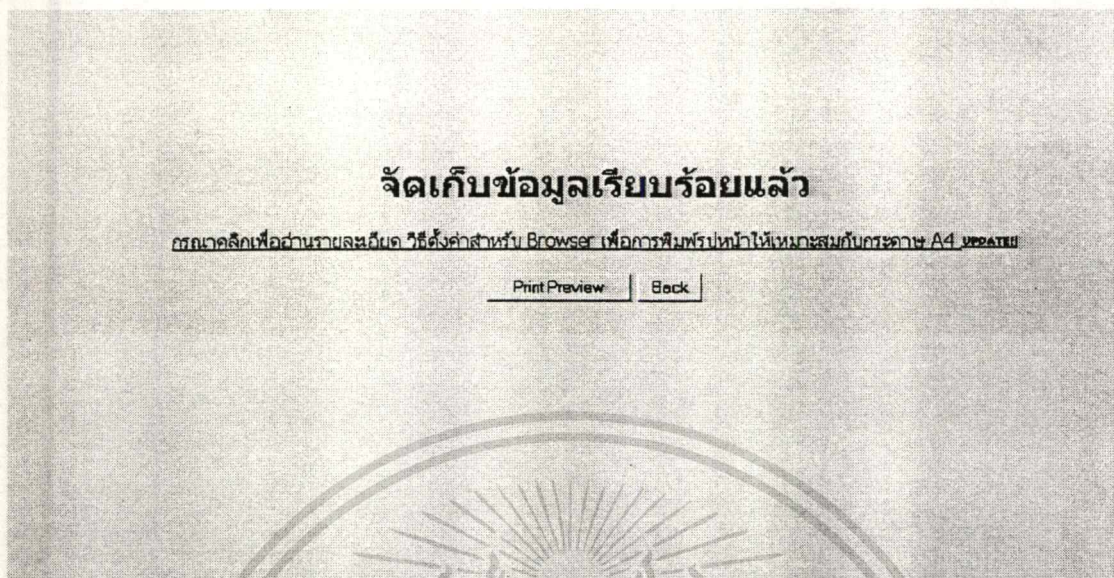 จัดเก็บข้อมูลเรียบร้อยแล้ว
กรุณาคลิกเพื่ออ่านรายละเอียด วิธีตั้งค่าสำหรับ Browser เพื่อการพิมพ์รูปหน้าให้เหมาะสมกับกระดาษ A4 UPDATE!!
Print Preview Back